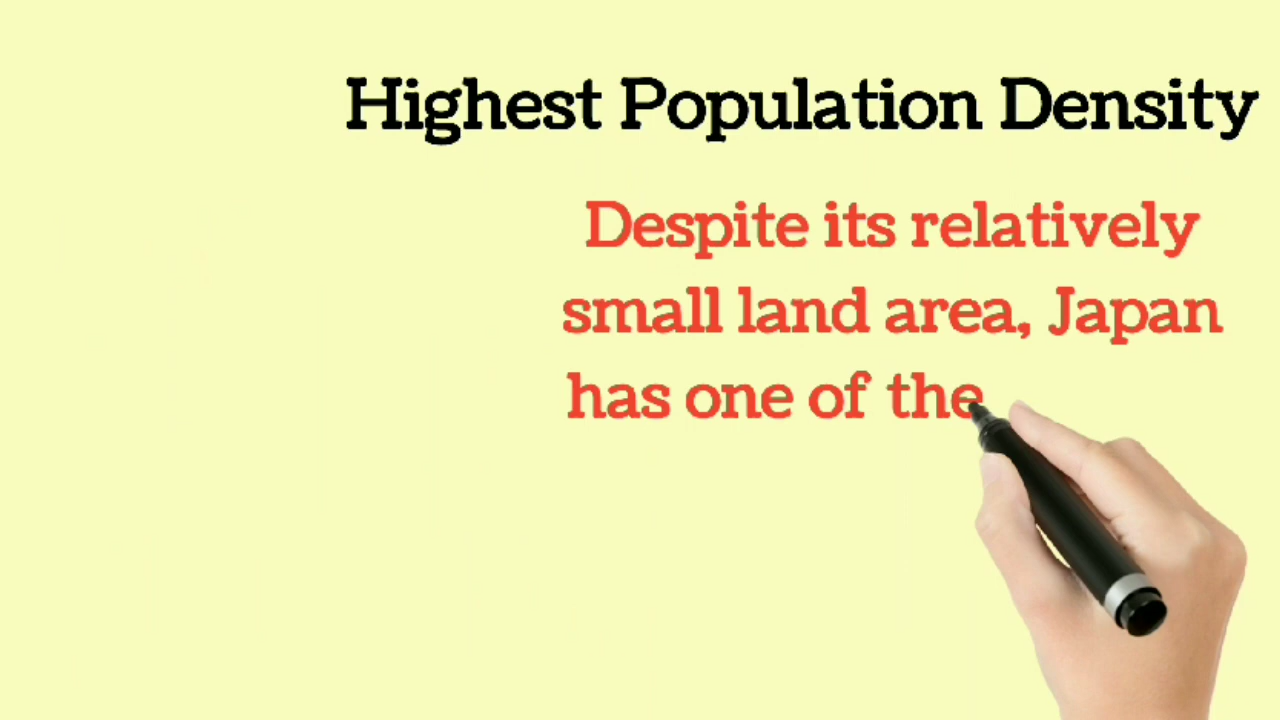 Highest Population Density
Despite its relatively
small land area, Japan
has one of the